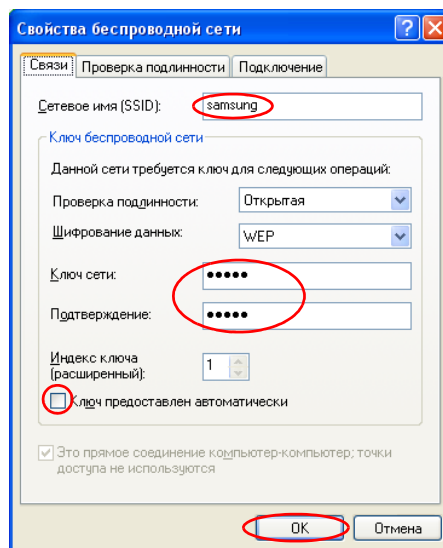 Свойства беспроводной сети
Связи Проверка подлинности Подключение
Сетевое имя (SSID): samsung
Ключ беспроводной сети
Данной сети требуется ключ для следующих операций:
Проверка подлинности: Открытая
Шифрование данных: WEP
Ключ сети: •••••
Подтверждение: •••••
Индекс ключа
(расширенный): 1
Ключ предоставлен автоматически
Это прямое соединение компьютер-компьютер; точки
доступа не используются
OK Отмена